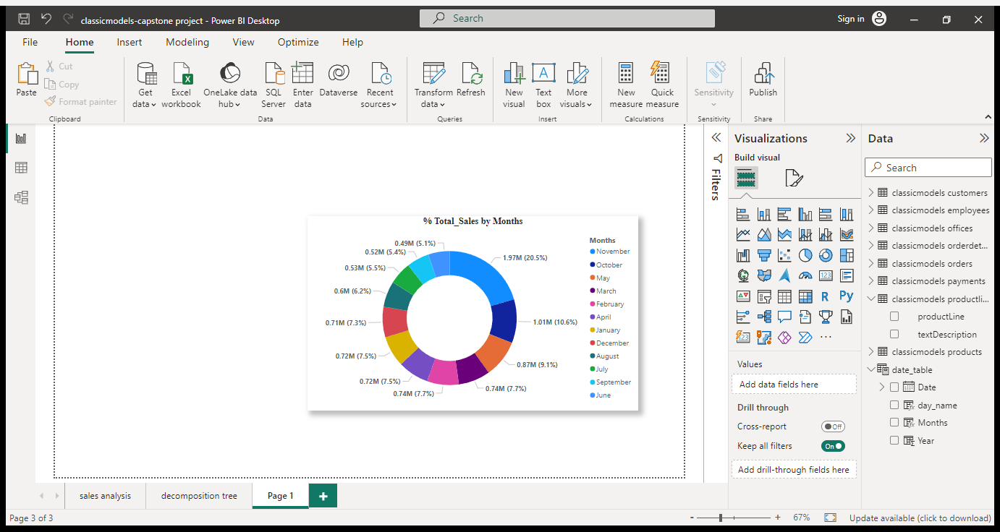 classicmodels-capstone project - Power BI Desktop
Search
Sign in
File Home Insert Modeling View Optimize Help
Paste
Cut
Copy
Format painter
Clipboard
Get data
Excel workbook
OneLake data hub
SQL Server
Enter data
Dataverse
Recent sources
Data
Transform data
Refresh
Queries
New visual
Text box
More visuals
Insert
New measure
Quick measure
Calculations
Sensitivity
Sensitivity
Publish
Share
% Total_Sales by Months
0.49M (5.1%)
0.52M (5.4%)
0.53M (5.5%)
0.6M (6.2%)
0.71M (7.3%)
0.72M (7.5%)
0.72M (7.5%)
0.74M (7.7%)
0.74M (7.7%)
0.87M (9.1%)
1.01M (10.6%)
1.97M (20.5%)
Months
November
October
May
March
February
April
January
December
August
July
September
June
Filters
Visualizations
Build visual
123
R
Py
123
Values
Add data fields here
Drill through
Cross-report
Off
Keep all filters
On
Add drill-through fields here
Data
Search
classicmodels customers
classicmodels employees
classicmodels offices
classicmodels orderdet...
classicmodels orders
classicmodels payments
classicmodels productli...
productLine
textDescription
classicmodels products
date_table
Date
day_name
Months
Year
sales analysis
decomposition tree
Page 1
+
Page 3 of 3
- + 67%
Update available (click to download)